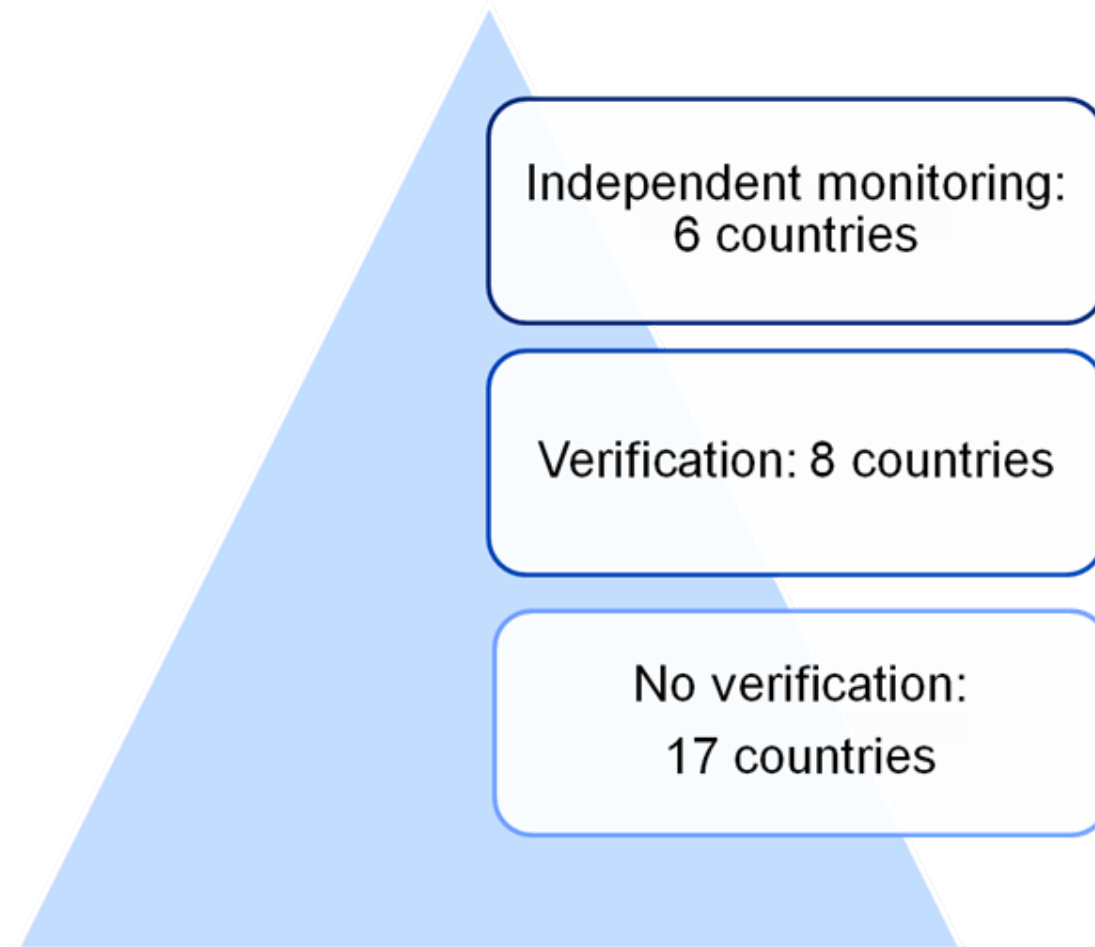 Independent monitoring:
6 countries
Verification: 8 countries
No verification:
17 countries